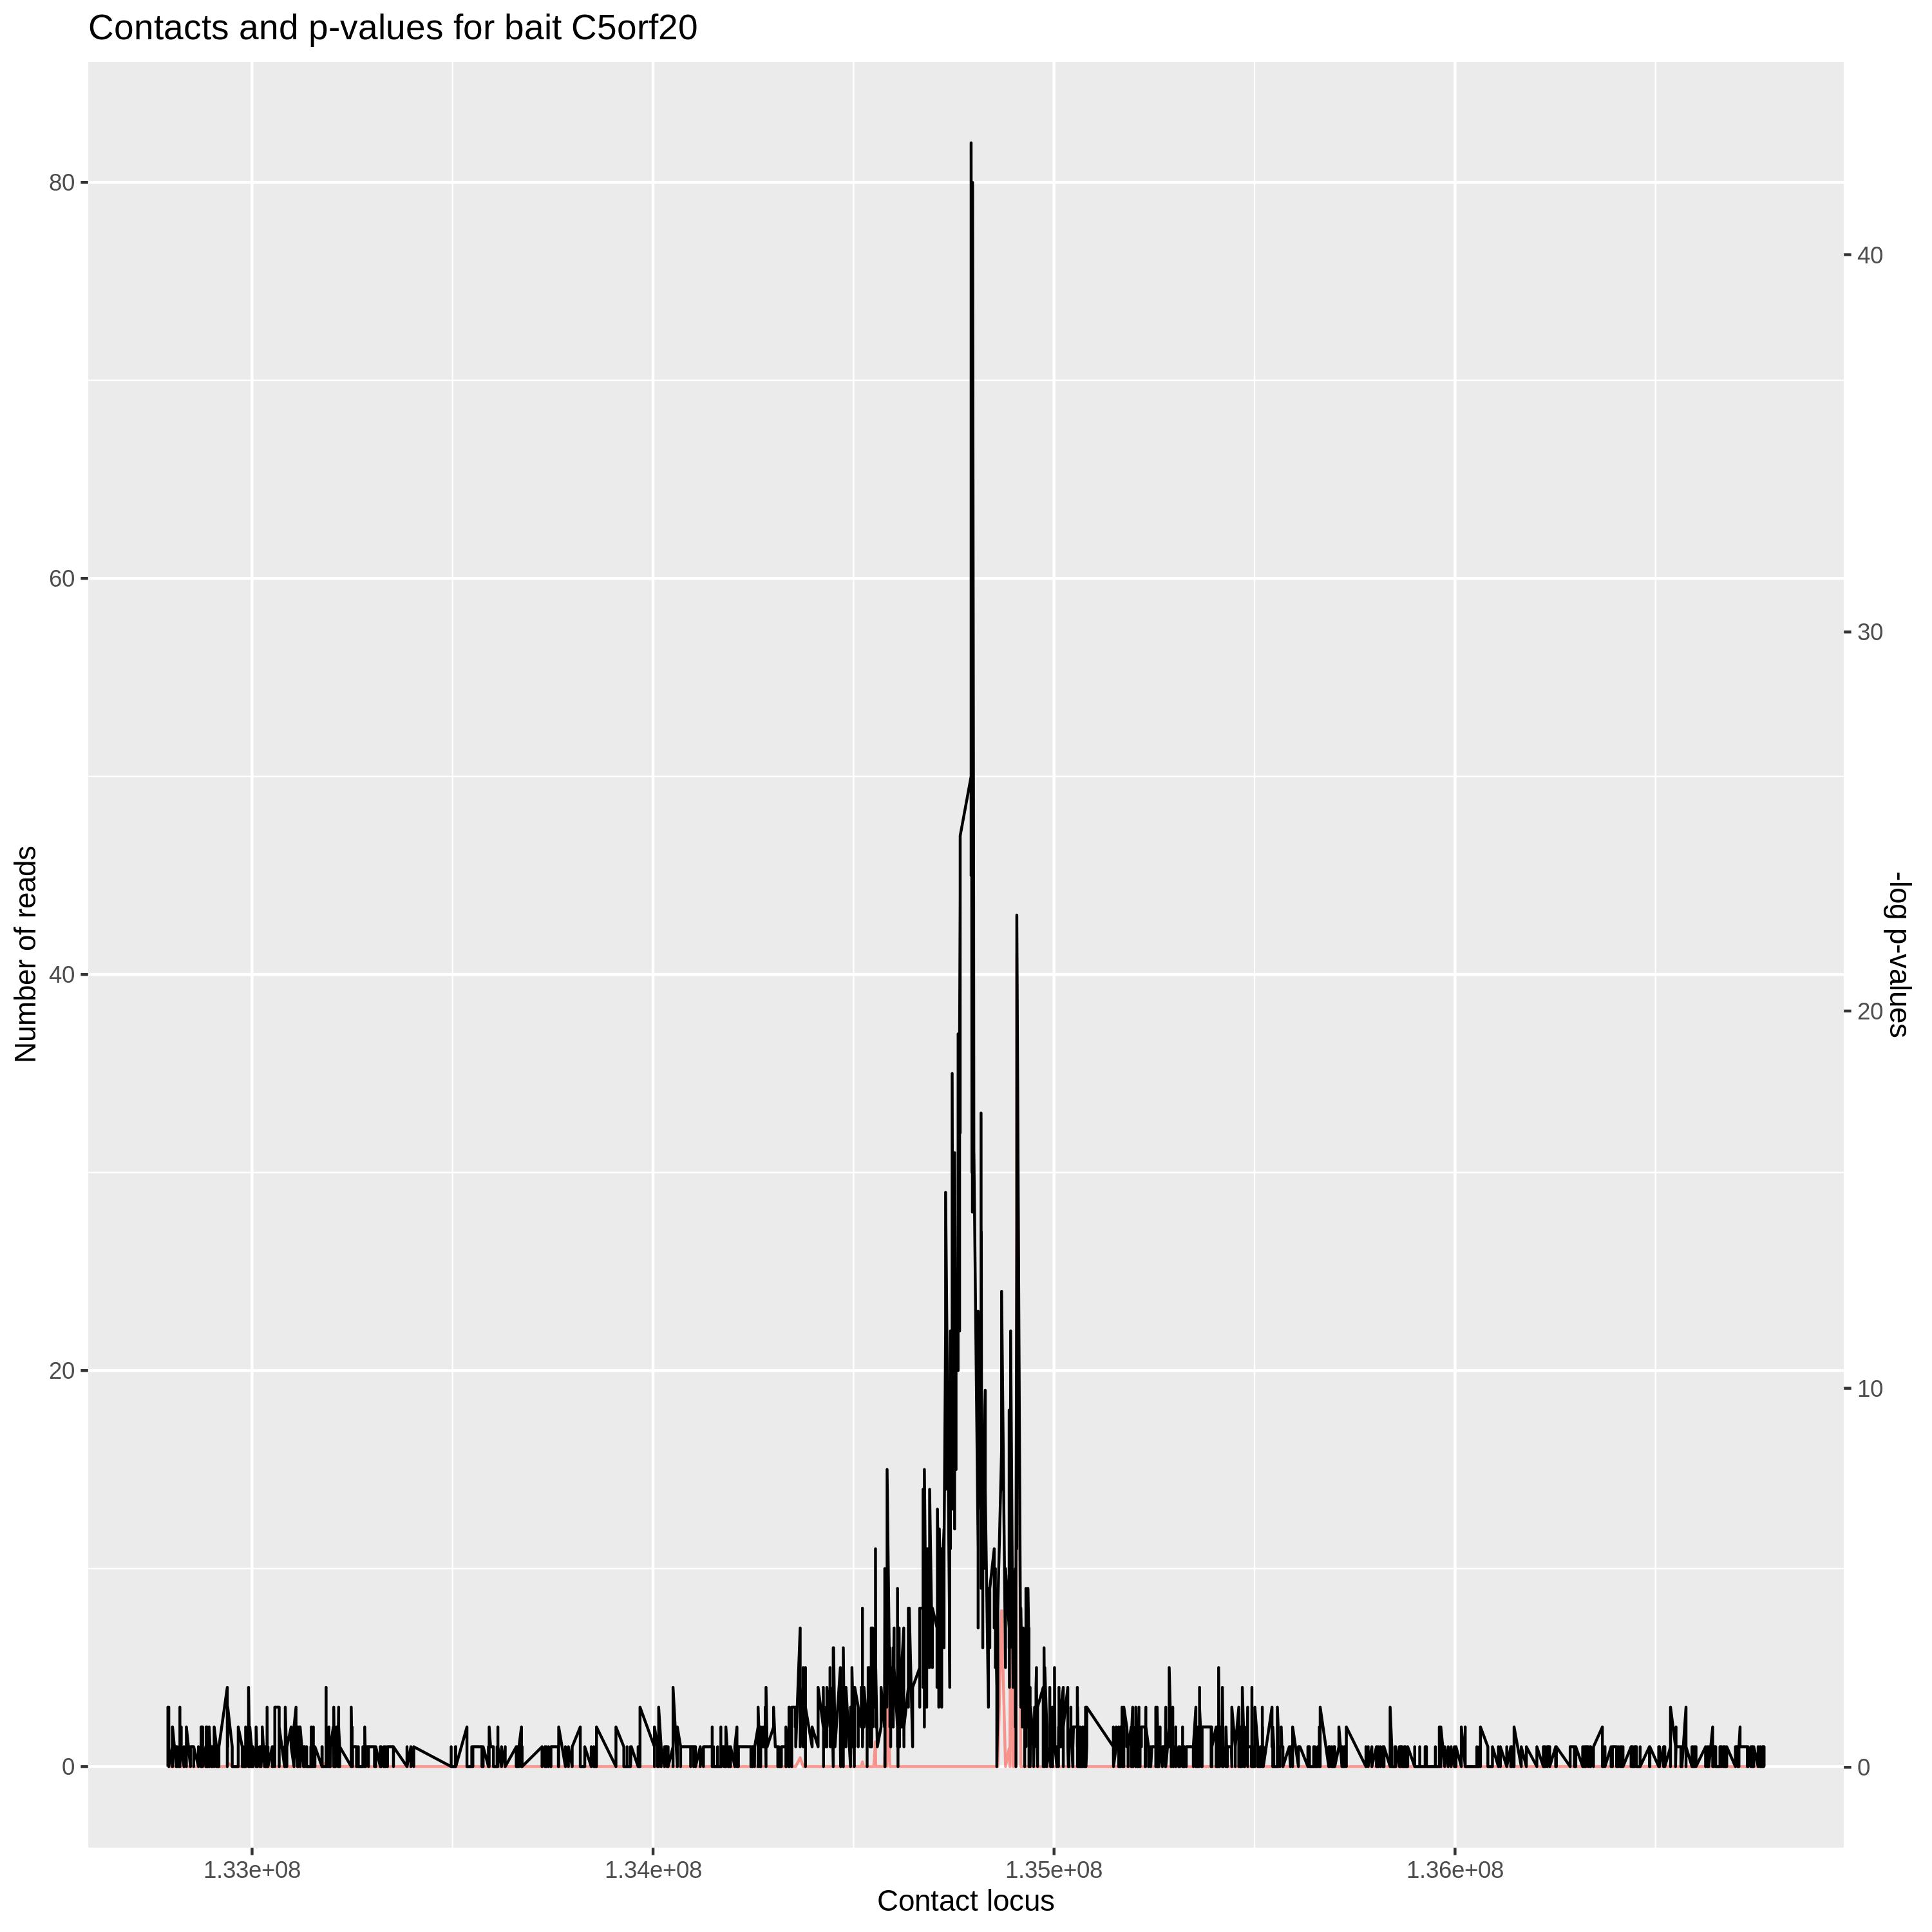 Contacts and p-values for bait C5orf20
Number of reads
80
60
40
20
0
40
30
20
10
0
-log p-values
1.33e+08 1.34e+08 1.35e+08 1.36e+08
Contact locus